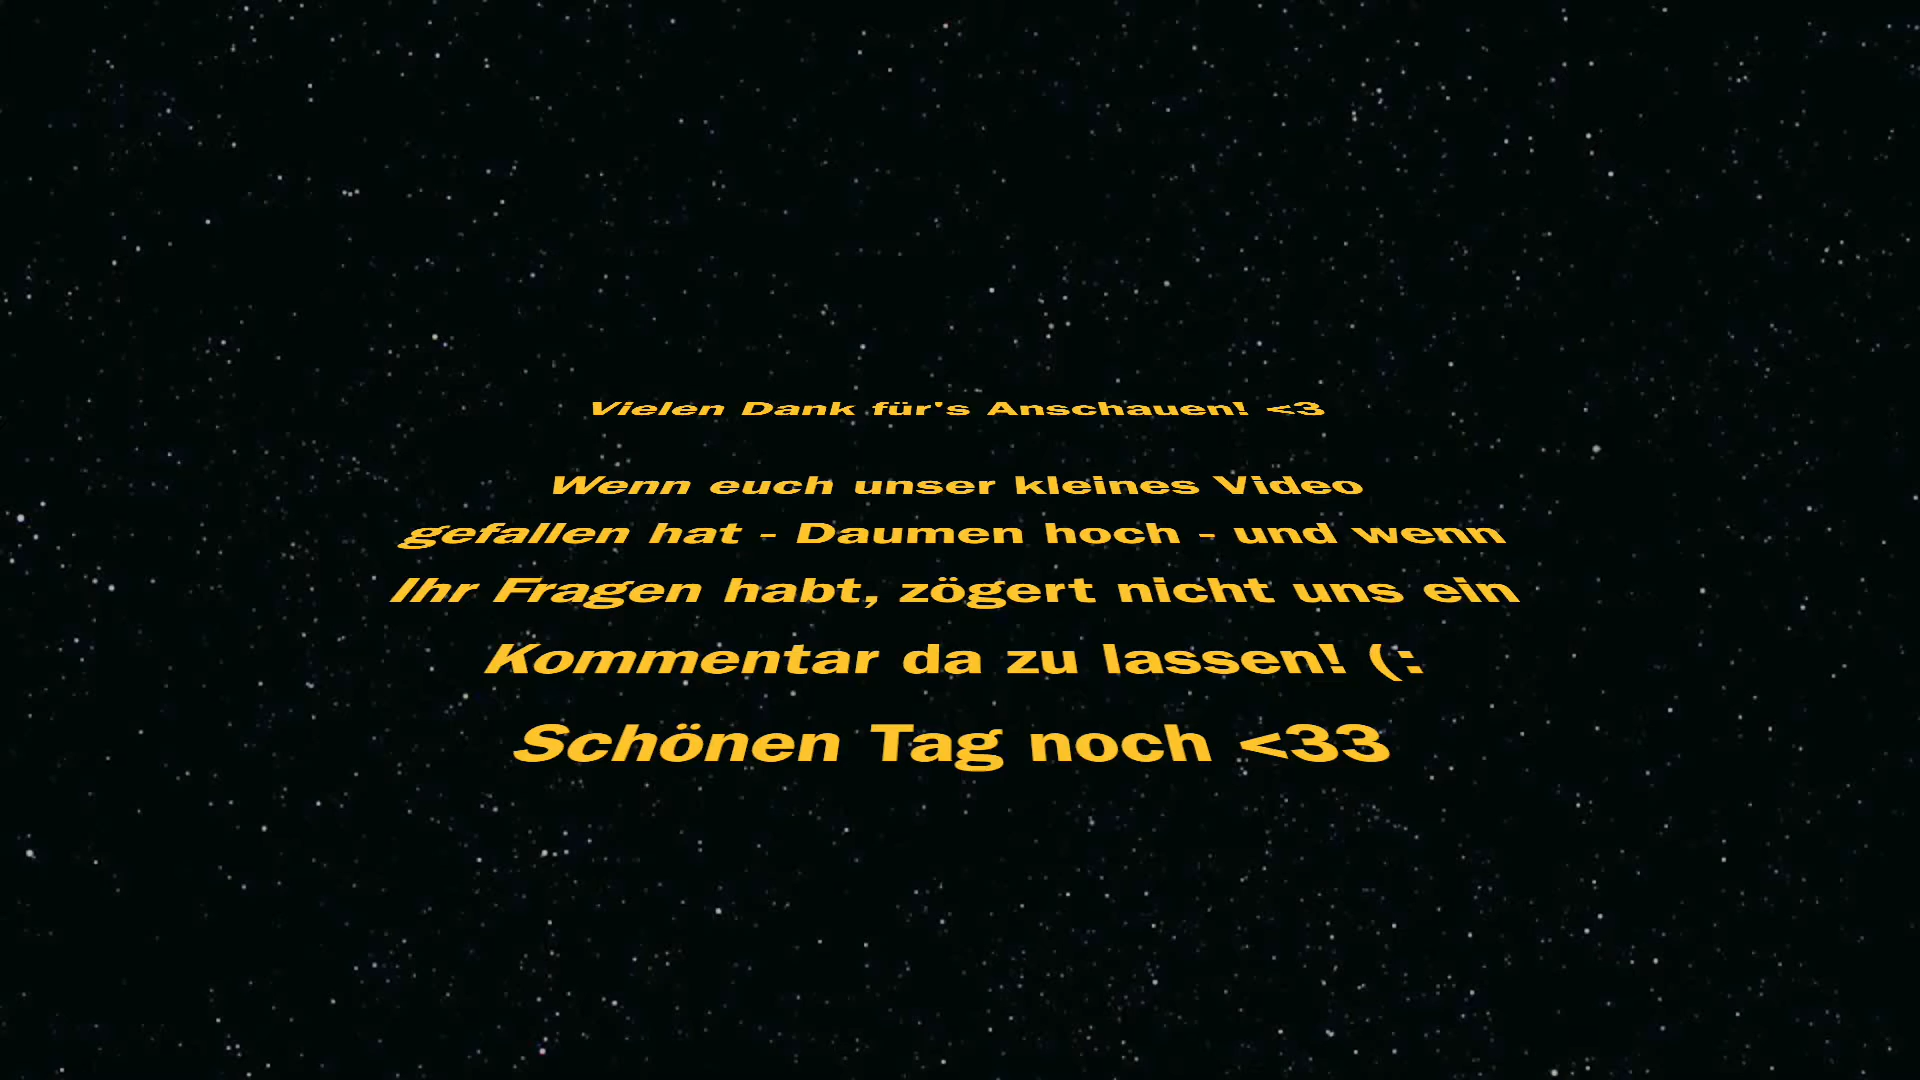 Vielen Dank für's Anschauen! <3
Wenn euch unser kleines Video
gefallen hat - Daumen hoch - und wenn
Ihr Fragen habt, zögert nicht uns ein
Kommentar da zu lassen! (:
Schönen Tag noch <33